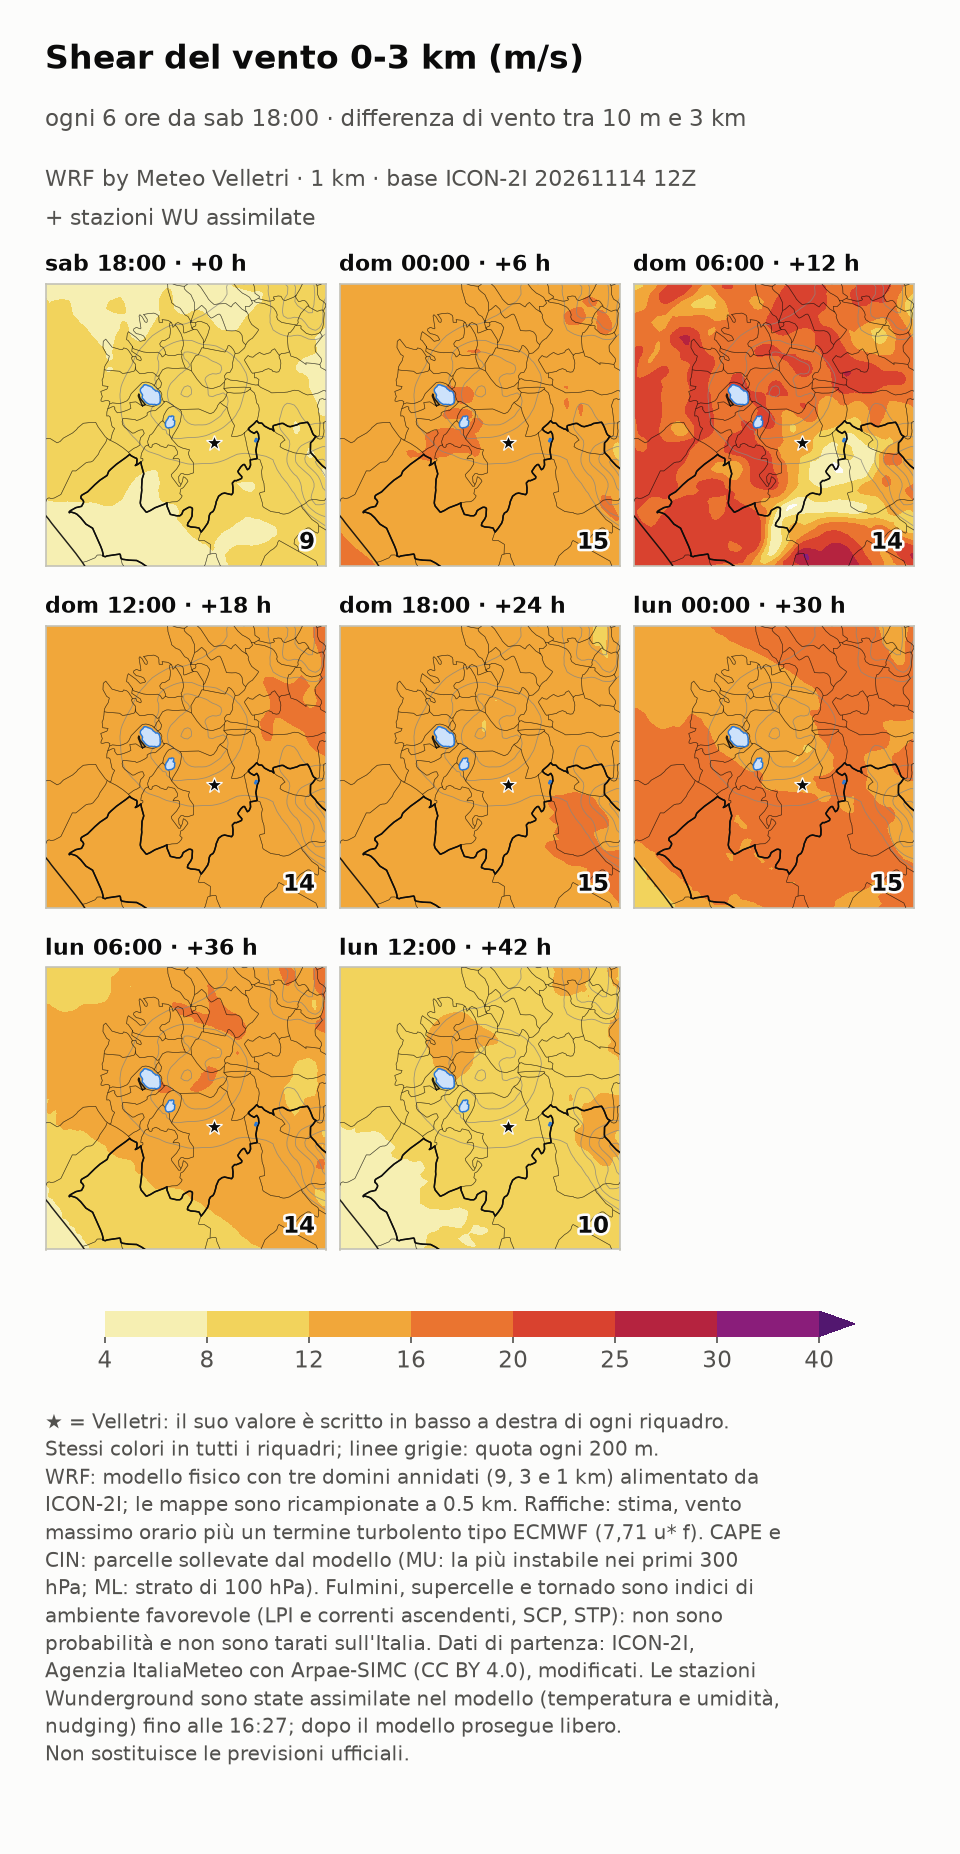 Shear del vento 0-3 km (m/s)
ogni 6 ore da sab 18:00 · differenza di vento tra 10 m e 3 km
WRF by Meteo Velletri · 1 km · base ICON-2I 20261114 12Z
+ stazioni WU assimilate
sab 18:00 · +0 h
dom 00:00 · +6 h
dom 06:00 · +12 h
9
15
14
dom 12:00 · +18 h
dom 18:00 · +24 h
lun 00:00 · +30 h
14
15
15
lun 06:00 · +36 h
lun 12:00 · +42 h
14
10
4 8 12 16 20 25 30 40
★ = Velletri: il suo valore è scritto in basso a destra di ogni riquadro.
Stessi colori in tutti i riquadri; linee grigie: quota ogni 200 m.
WRF: modello fisico con tre domini annidati (9, 3 e 1 km) alimentato da
ICON-2I; le mappe sono ricampionate a 0.5 km. Raffiche: stima, vento
massimo orario più un termine turbolento tipo ECMWF (7,71 u* f). CAPE e
CIN: parcelle sollevate dal modello (MU: la più instabile nei primi 300
hPa; ML: strato di 100 hPa). Fulmini, supercelle e tornado sono indici di
ambiente favorevole (LPI e correnti ascendenti, SCP, STP): non sono
probabilità e non sono tarati sull'Italia. Dati di partenza: ICON-2I,
Agenzia ItaliaMeteo con Arpae-SIMC (CC BY 4.0), modificati. Le stazioni
Wunderground sono state assimilate nel modello (temperatura e umidità,
nudging) fino alle 16:27; dopo il modello prosegue libero.
Non sostituisce le previsioni ufficiali.